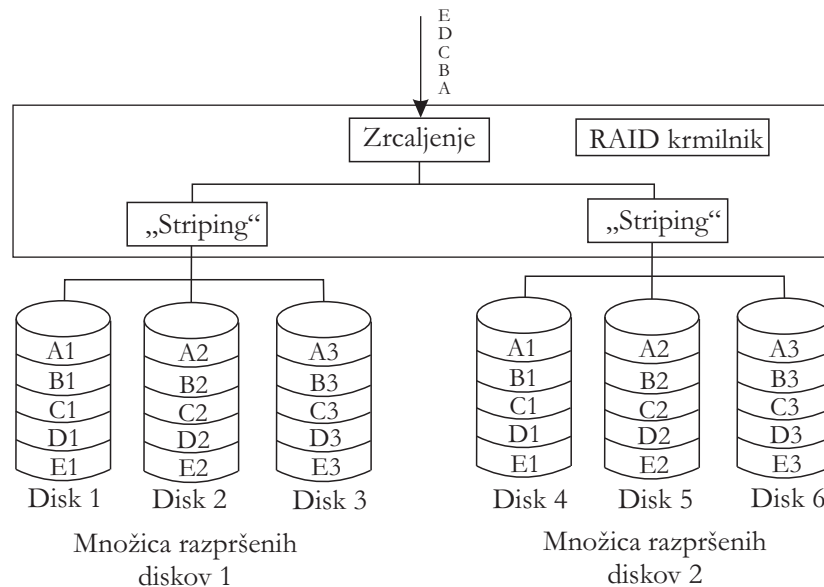 E
D
C
B
A
Zrcaljenje
RAID krmilnik
„Striping“
„Striping“
A1
B1
C1
D1
E1
Disk 1
A2
B2
C2
D2
E2
Disk 2
A3
B3
C3
D3
E3
Disk 3
Množica razpršenih
diskov 1
A1
B1
C1
D1
E1
Disk 4
A2
B2
C2
D2
E2
Disk 5
A3
B3
C3
D3
E3
Disk 6
Množica razpršenih
diskov 2